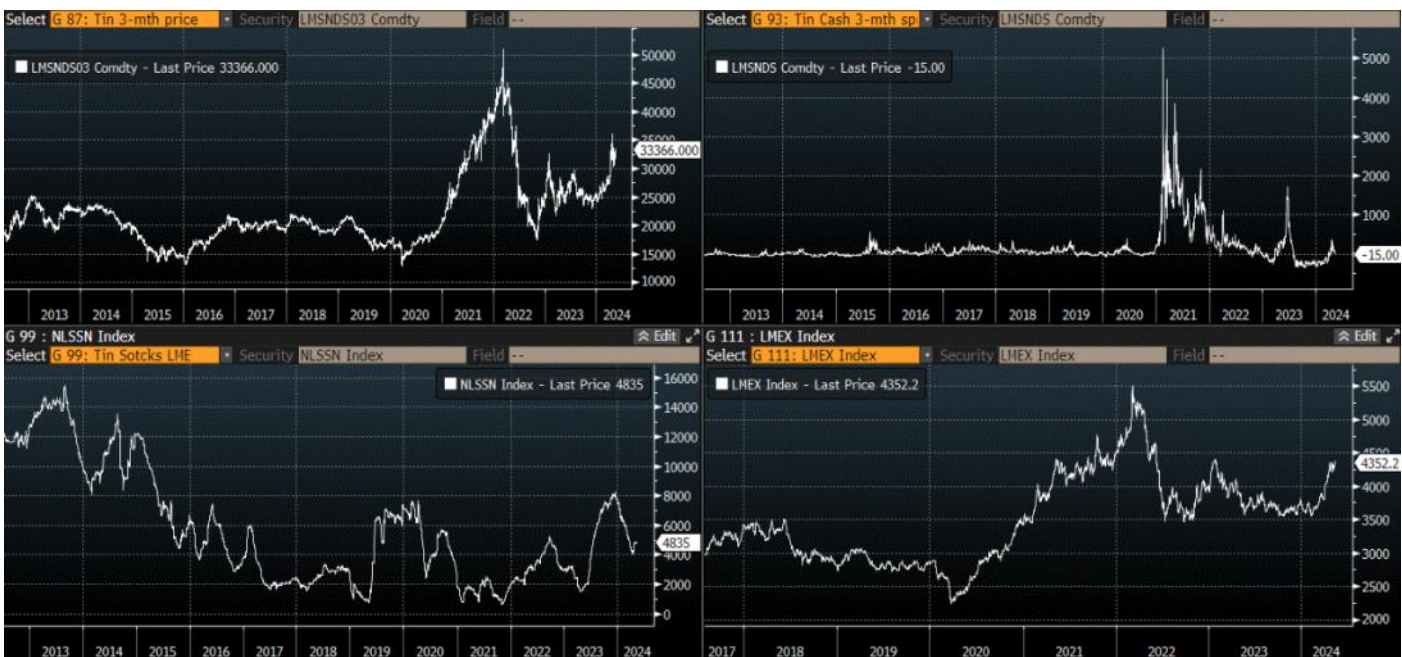 Select G 87: Tin 3-mth price Security LMSNDS03 Comdty Field --
LMSNDS03 Comdty - Last Price 33366.000
50000
45000
40000
35000
33366.000
30000
25000
20000
15000
10000
2013 2014 2015 2016 2017 2018 2019 2020 2021 2022 2023 2024
Select G 93: Tin Cash 3-mth sp Security LMSNDS Comdty Field --
LMSNDS Comdty - Last Price -15.00
5000
4000
3000
2000
1000
-15.00
2013 2014 2015 2016 2017 2018 2019 2020 2021 2022 2023 2024
G 99 : NLSSN Index Edit
Select G 99: Tin Sotcks LME Security NLSSN Index Field --
NLSSN Index - Last Price 4835
16000
14000
12000
10000
8000
6000
4835
4000
2000
0
2013 2014 2015 2016 2017 2018 2019 2020 2021 2022 2023 2024
G 111 : LMEX Index Edit
Select G 111: LMEX Index Security LMEX Index Field --
LMEX Index - Last Price 4352.2
5500
5000
4500
4352.2
4000
3500
3000
2500
2000
2017 2018 2019 2020 2021 2022 2023 2024